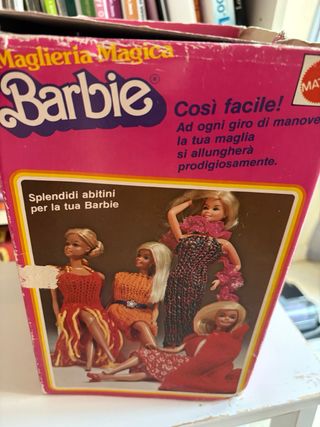 Maglieria Magica
Barbie®
MAT
Così facile!
Ad ogni giro di manove
la tua maglia
si allungherà
prodigiosamente.
Splendidi abitini
per la tua Barbie